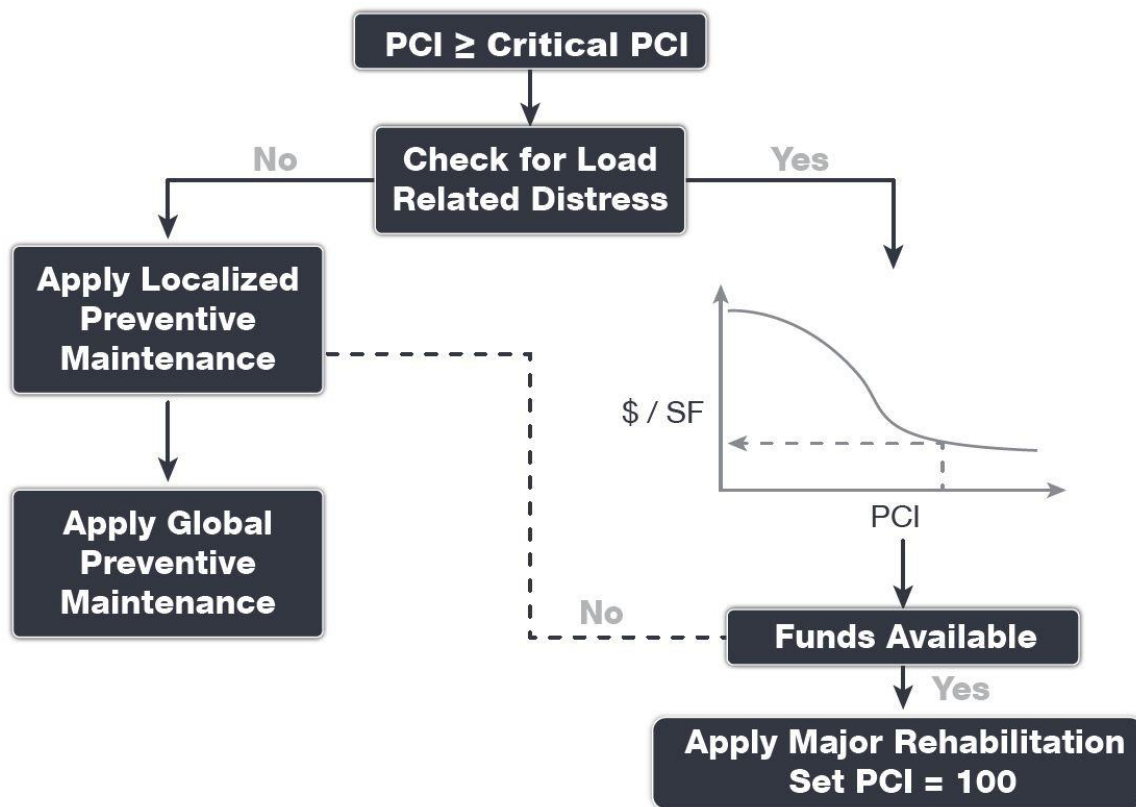 PCI ≥ Critical PCI
No
Check for Load
Related Distress
Yes
Apply Localized
Preventive
Maintenance
$ / SF
PCI
Apply Global
Preventive
Maintenance
No
Funds Available
Yes
Apply Major Rehabilitation
Set PCI = 100